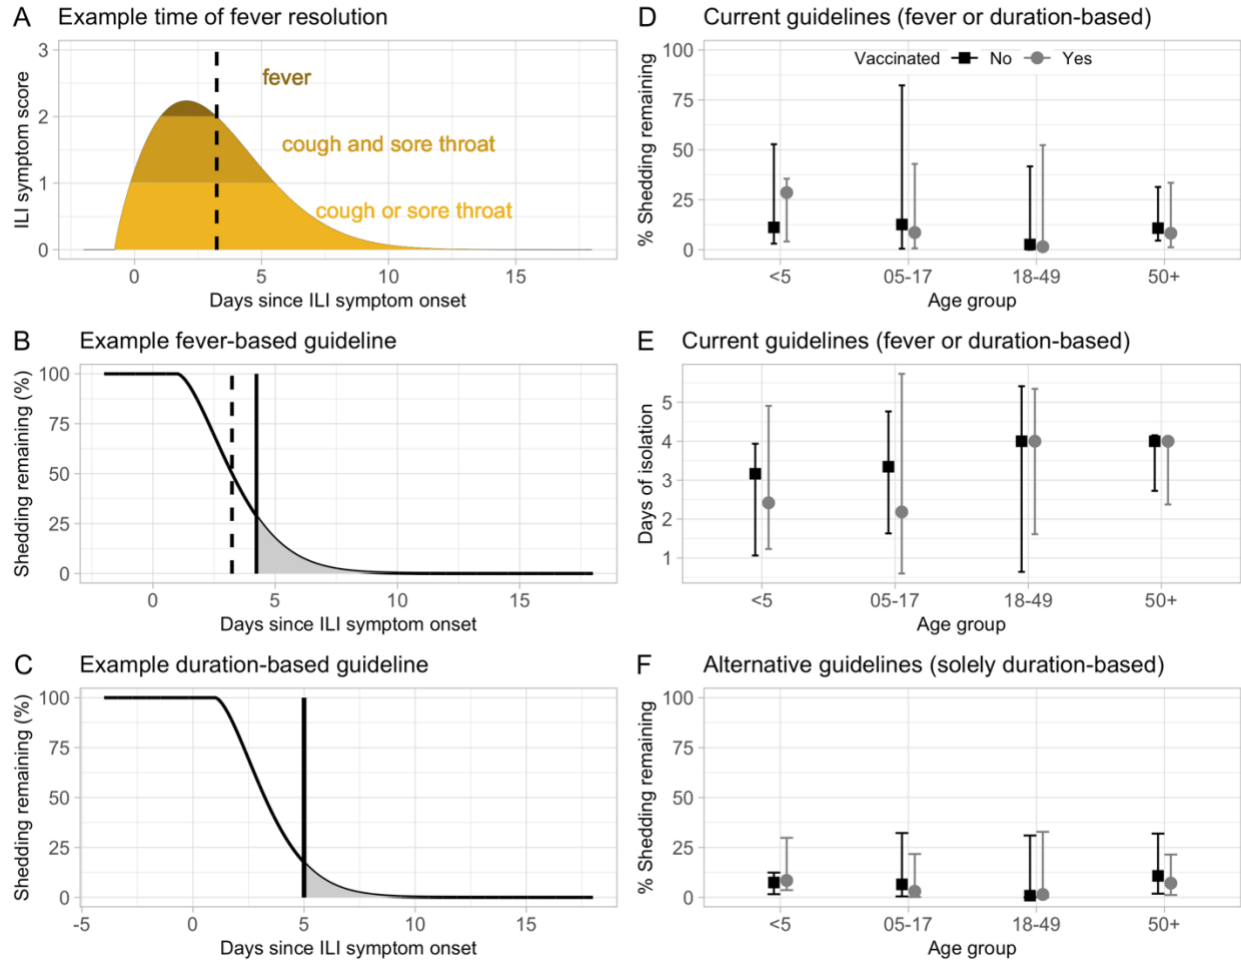 A Example time of fever resolution
ILI symptom score
3
2
1
0
fever
cough and sore throat
cough or sore throat
0 5 10 15
Days since ILI symptom onset
B Example fever-based guideline
Shedding remaining (%)
100
75
50
25
0
0 5 10 15
Days since ILI symptom onset
C Example duration-based guideline
Shedding remaining (%)
100
75
50
25
0
-5 0 5 10 15
Days since ILI symptom onset
D Current guidelines (fever or duration-based)
% Shedding remaining
100
75
50
25
0
Vaccinated No Yes
<5 05-17 18-49 50+
Age group
E Current guidelines (fever or duration-based)
Days of isolation
5
4
3
2
1
<5 05-17 18-49 50+
Age group
F Alternative guidelines (solely duration-based)
% Shedding remaining
100
75
50
25
0
<5 05-17 18-49 50+
Age group